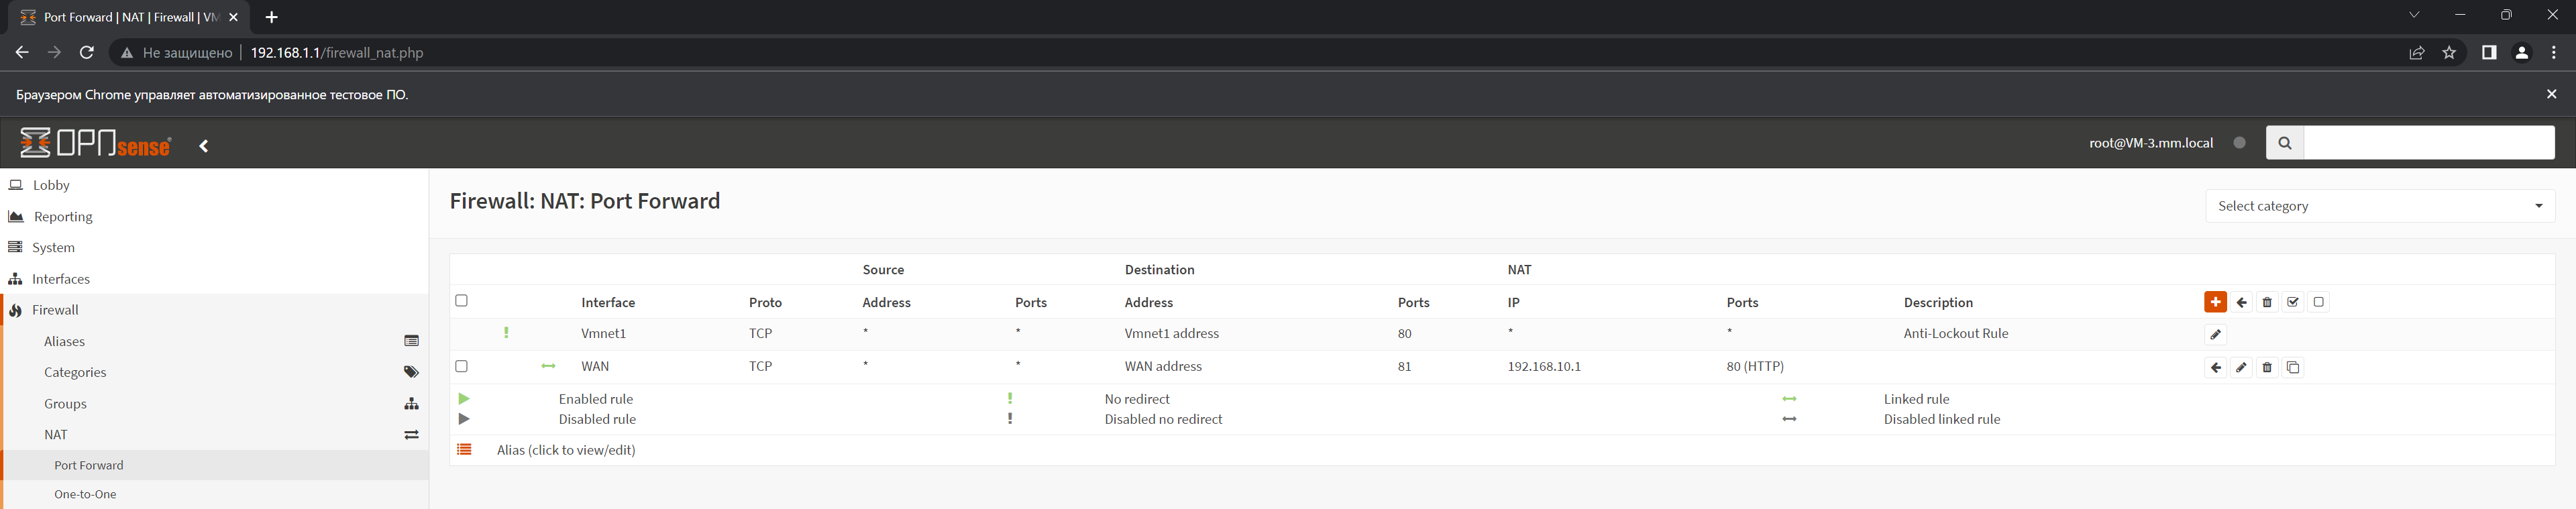 Port Forward | NAT | Firewall | VM
Не защищено 192.168.1.1/firewall_nat.php
Браузером Chrome управляет автоматизированное тестовое ПО.
OPNsense
root@VM-3.mm.local
Lobby
Reporting
System
Interfaces
Firewall
Aliases
Categories
Groups
NAT
Port Forward
One-to-One
Firewall: NAT: Port Forward
Select category
Source Destination NAT
Interface Proto Address Ports Address Ports IP Ports Description
Vmnet1 TCP * * Vmnet1 address 80 * * Anti-Lockout Rule
WAN TCP * * WAN address 81 192.168.10.1 80 (HTTP)
Enabled rule No redirect Linked rule
Disabled rule Disabled no redirect Disabled linked rule
Alias (click to view/edit)